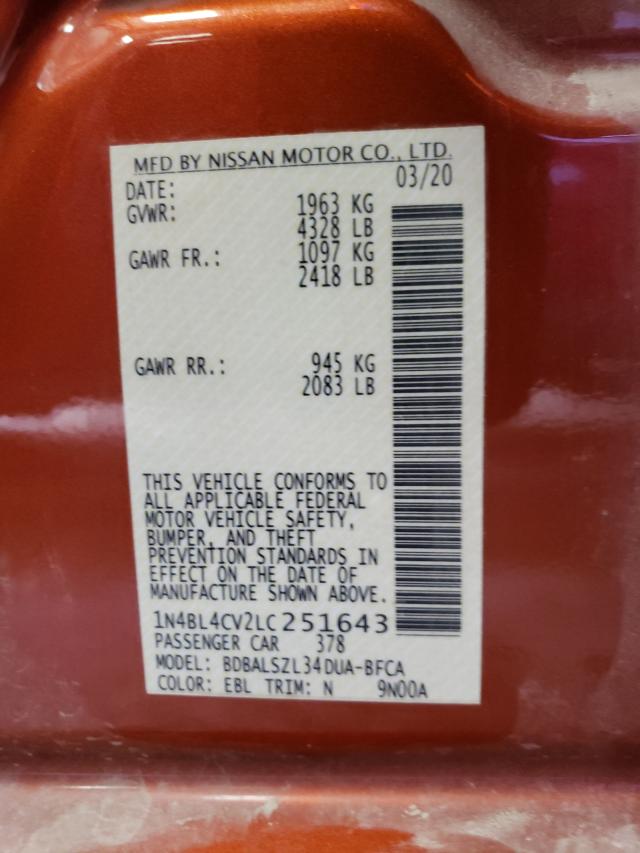 MFD BY NISSAN MOTOR CO., LTD.
DATE: 03/20
GVWR: 1963 KG
4328 LB
GAWR FR.: 1097 KG
2418 LB
GAWR RR.: 945 KG
2083 LB
THIS VEHICLE CONFORMS TO
ALL APPLICABLE FEDERAL
MOTOR VEHICLE SAFETY,
BUMPER, AND THEFT
PREVENTION STANDARDS IN
EFFECT ON THE DATE OF
MANUFACTURE SHOWN ABOVE.
1N4BL4CV2LC251643
PASSENGER CAR 378
MODEL: BDBALSZL34DUA-BFCA
COLOR: EBL TRIM: N 9N00A